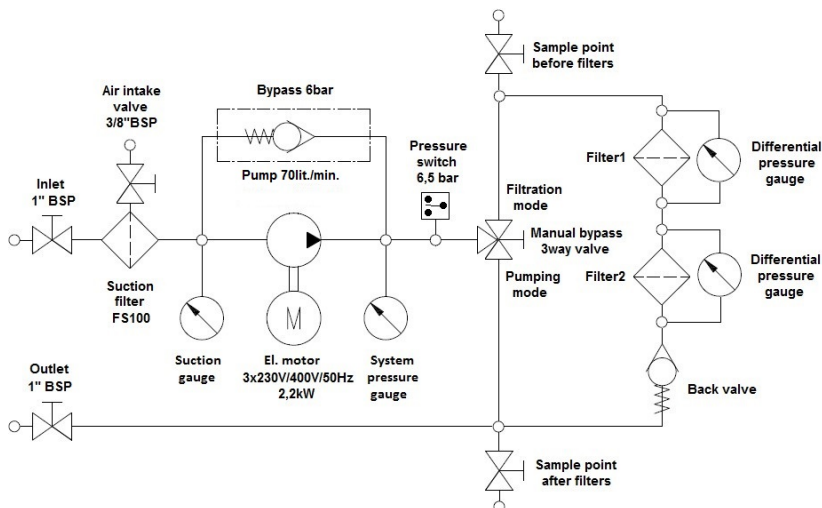 Sample point
before filters
Air intake
valve
3/8"BSP
Bypass 6bar
Pressure
switch
6,5 bar
Filter1
Differential
pressure
gauge
Inlet
1" BSP
Pump 70lit./min.
Filtration
mode
Manual bypass
3way valve
Pumping
mode
Filter2
Differential
pressure
gauge
Suction
filter
FS100
M
Suction
gauge
El. motor
3x230V/400V/50Hz
2,2kW
System
pressure
gauge
Outlet
1" BSP
Back valve
Sample point
after filters